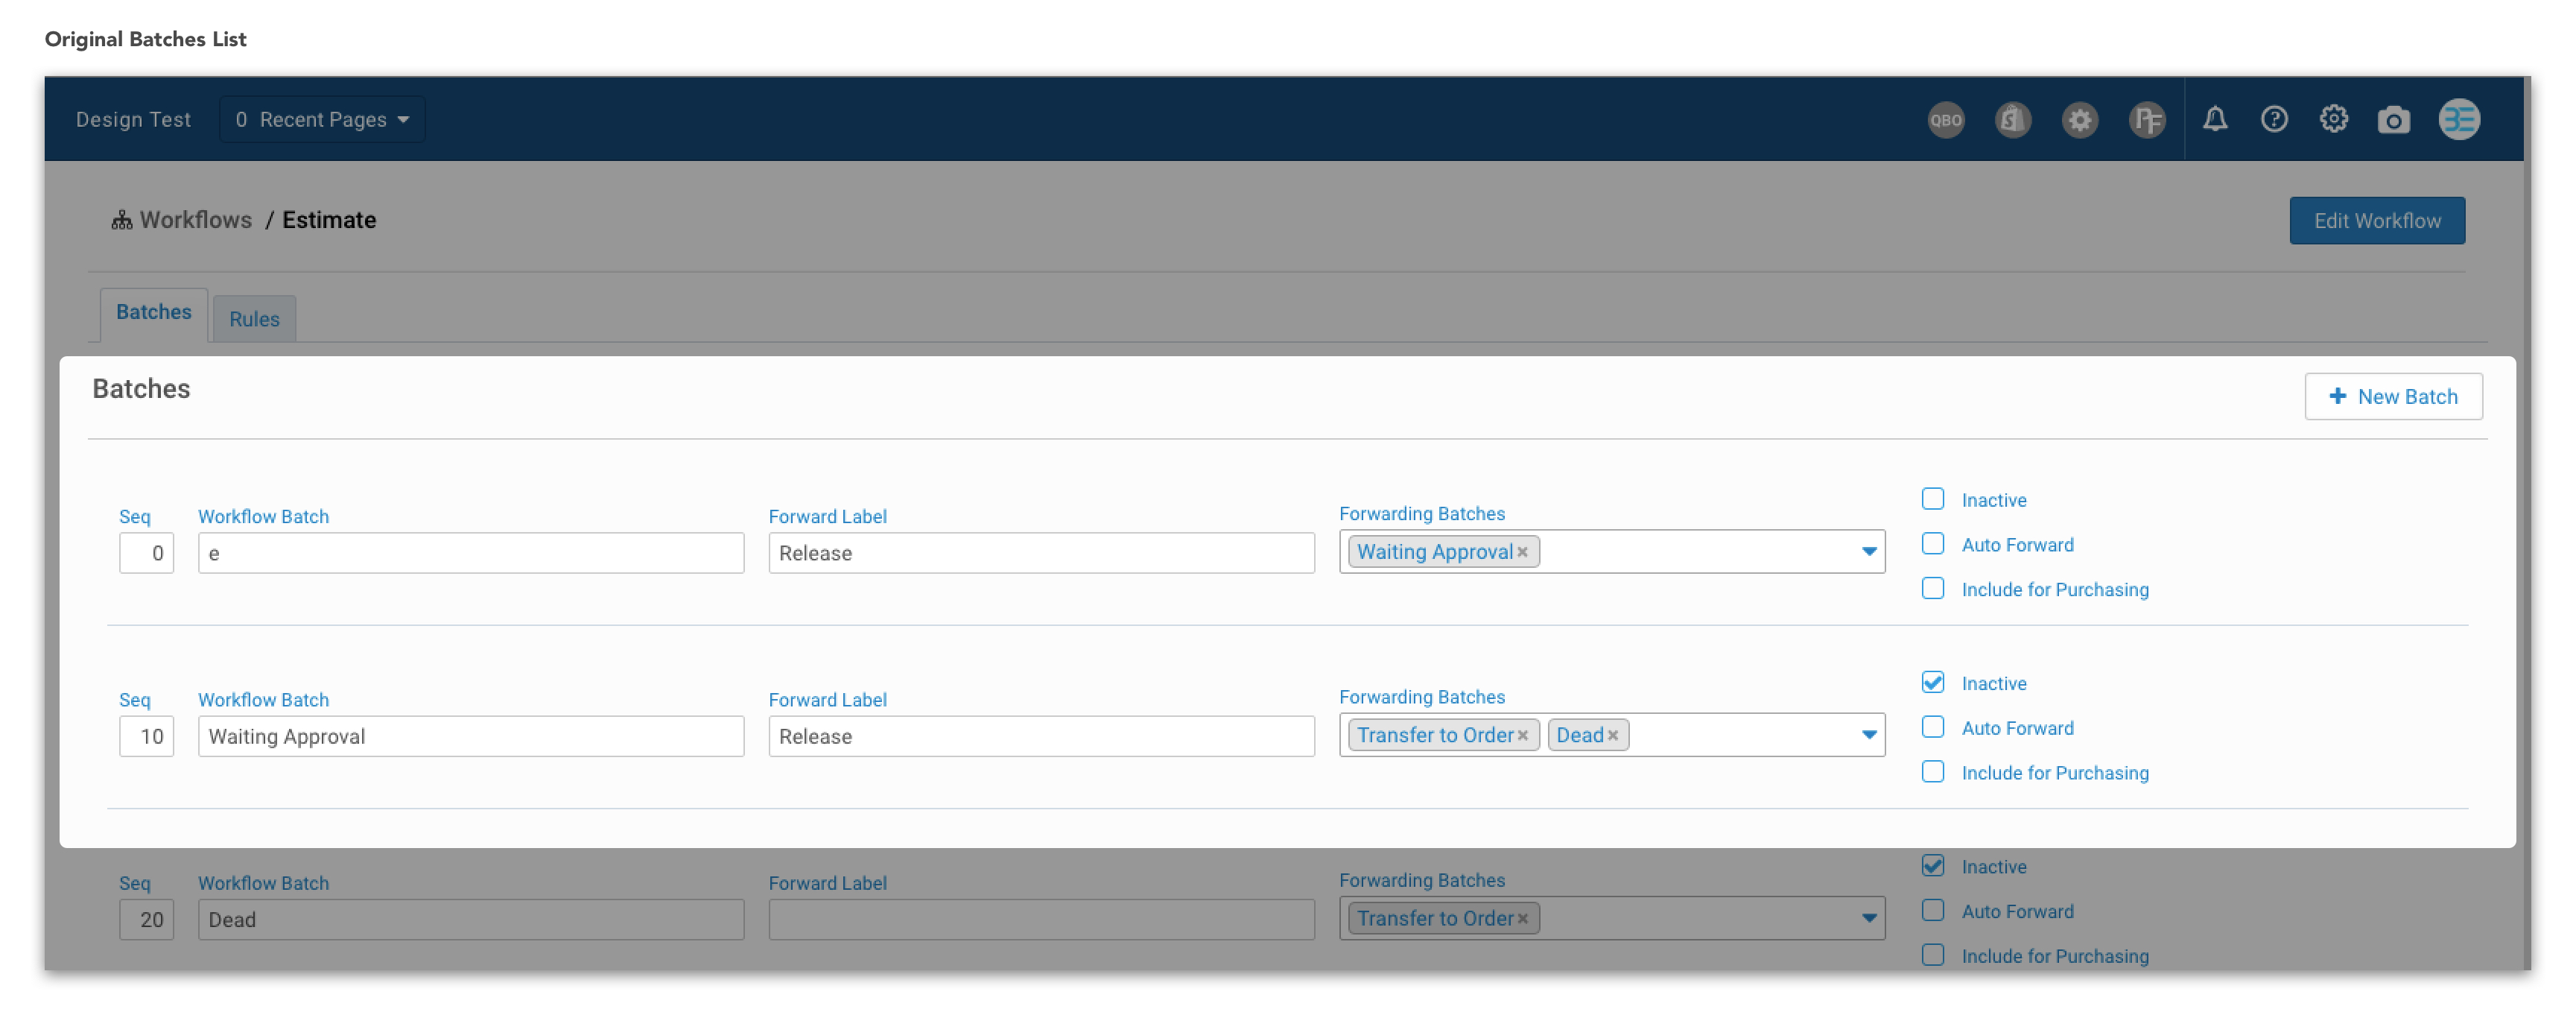 Original Batches List
Design Test 0 Recent Pages QBO S PF BE
Workflows / Estimate Edit Workflow
Batches Rules
Batches
+ New Batch
Seq Workflow Batch Forward Label Forwarding Batches Inactive
0 e Release Waiting Approval× Auto Forward
Include for Purchasing
Seq Workflow Batch Forward Label Forwarding Batches Inactive
10 Waiting Approval Release Transfer to Order× Dead× Auto Forward
Include for Purchasing
Seq Workflow Batch Forward Label Forwarding Batches Inactive
20 Dead Transfer to Order× Auto Forward
Include for Purchasing